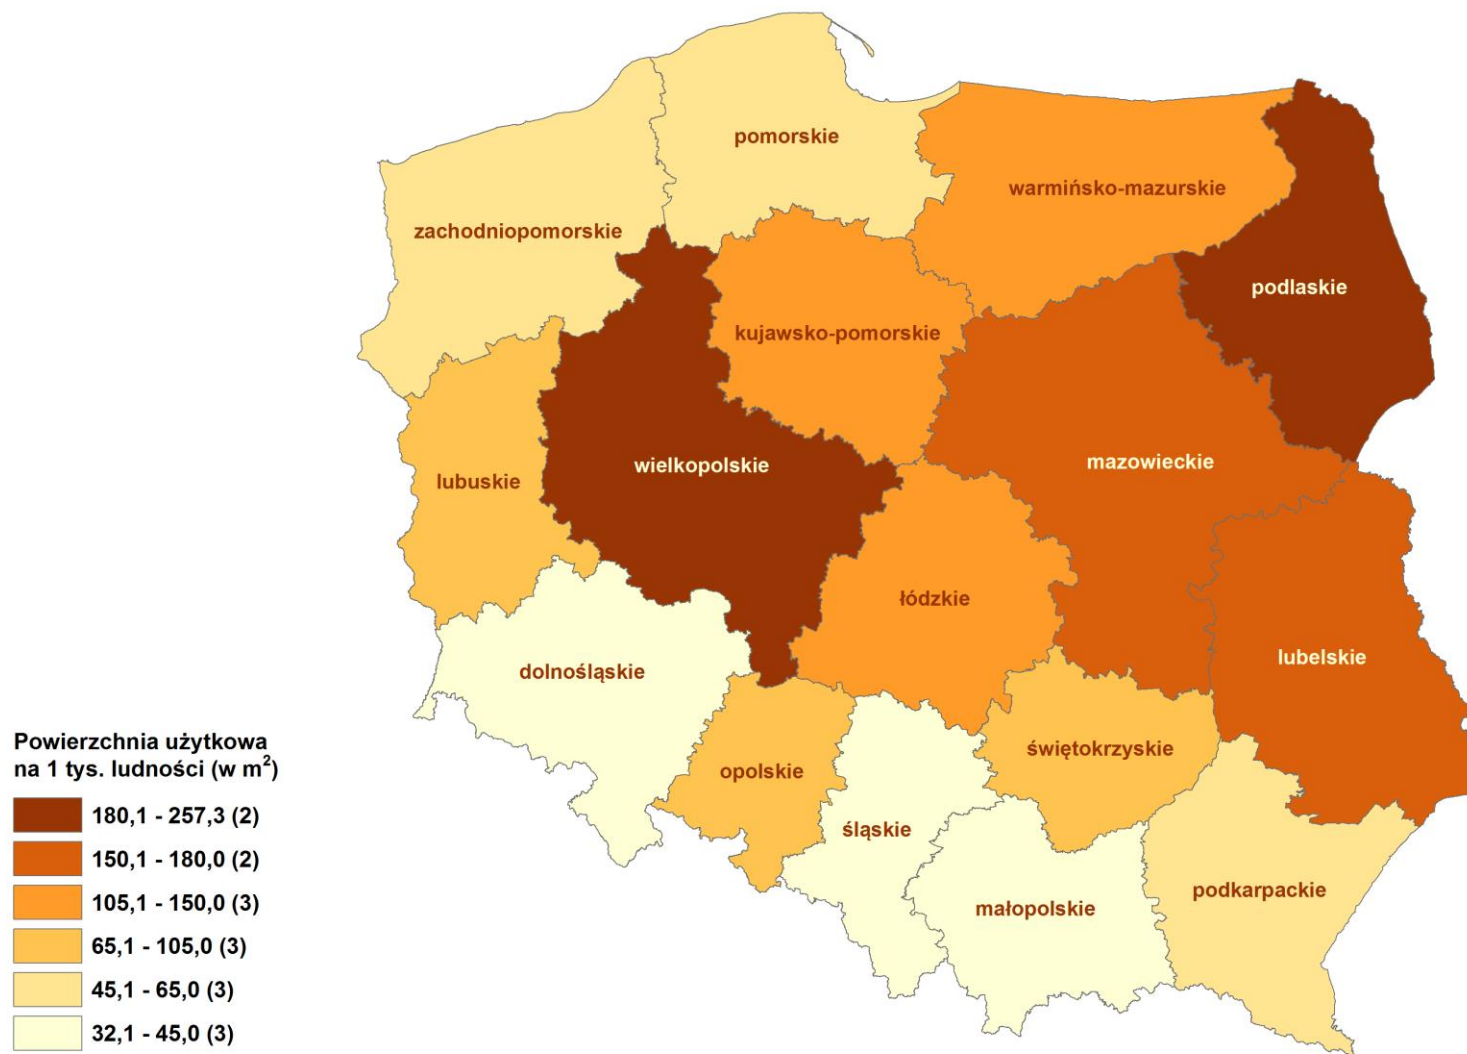 pomorskie
warmińsko-mazurskie
zachodniopomorskie
podlaskie
kujawsko-pomorskie
wielkopolskie
mazowieckie
lubuskie
łódzkie
lubelskie
dolnośląskie
świętokrzyskie
opolskie
śląskie
podkarpackie
małopolskie
Powierzchnia użytkowa
na 1 tys. ludności (w m²)
180,1 - 257,3 (2)
150,1 - 180,0 (2)
105,1 - 150,0 (3)
65,1 - 105,0 (3)
45,1 - 65,0 (3)
32,1 - 45,0 (3)